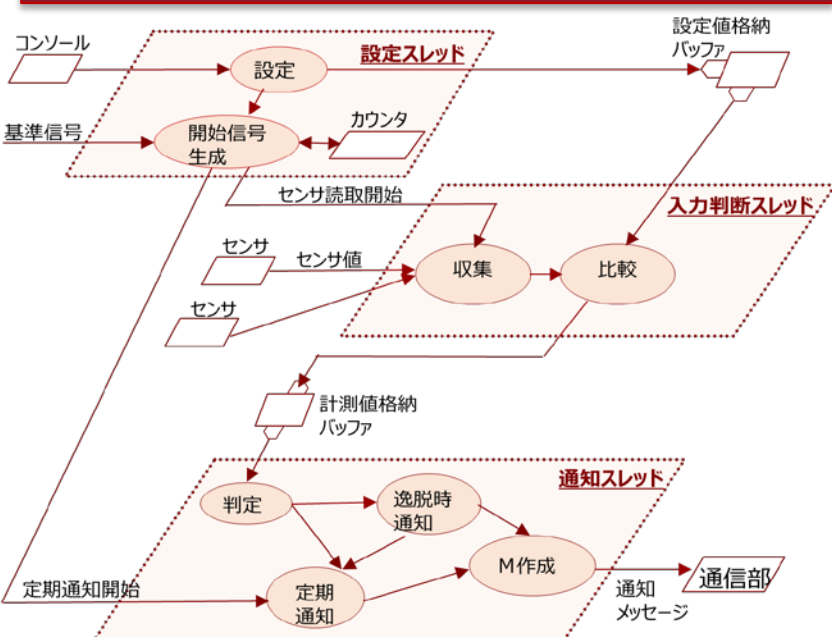 コンソール
設定スレッド
設定値格納
バッファ
設定
基準信号
開始信号
生成
カウンタ
センサ読取開始
入力判断スレッド
センサ
センサ値
収集
比較
センサ
計測値格納
バッファ
通知スレッド
判定
逸脱時
通知
M作成
定期通知開始
定期
通知
通知
メッセージ
通信部